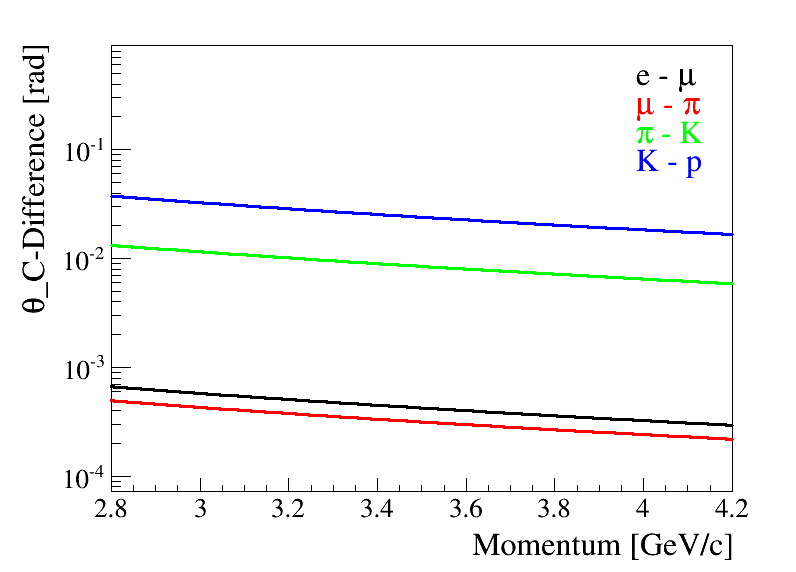 θ_C-Difference [rad]
e - μ
μ - π
π - K
K - p
10⁻¹
10⁻²
10⁻³
10⁻⁴
2.8 3 3.2 3.4 3.6 3.8 4 4.2
Momentum [GeV/c]